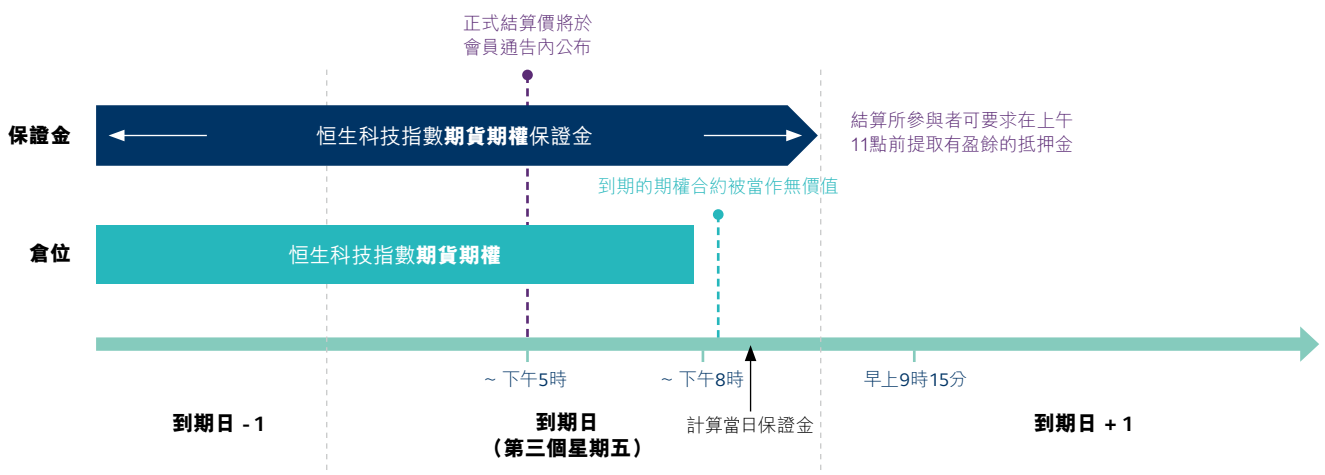 正式結算價將於
會員通告內公布
保證金
恒生科技指數期貨期權保證金
結算所參與者可要求在上午
11點前提取有盈餘的抵押金
到期的期權合約被當作無價值
倉位
恒生科技指數期貨期權
~ 下午5時
~ 下午8時
早上9時15分
到期日 - 1
到期日
（第三個星期五）
計算當日保證金
到期日 + 1